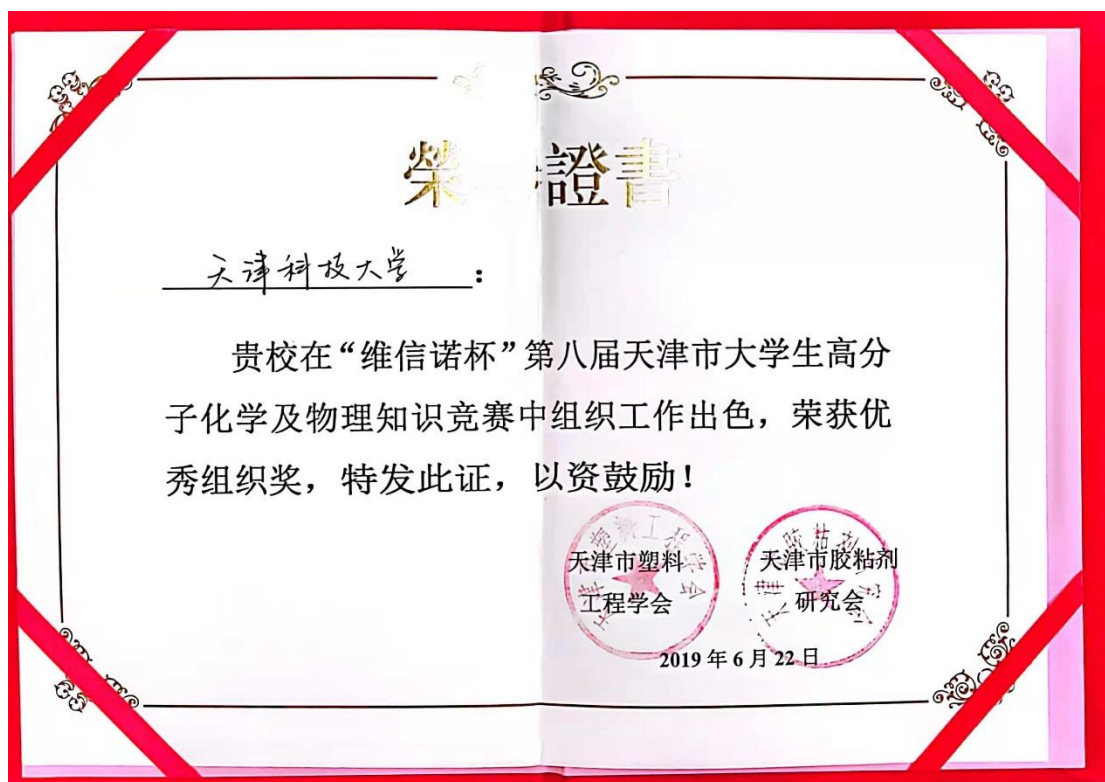 榮 證書
天津科技大学：
贵校在“维信诺杯”第八届天津市大学生高分
子化学及物理知识竞赛中组织工作出色，荣获优
秀组织奖，特发此证，以资鼓励！
天津市塑料
工程学会
天津市胶粘剂
研究会
2019年6月22日